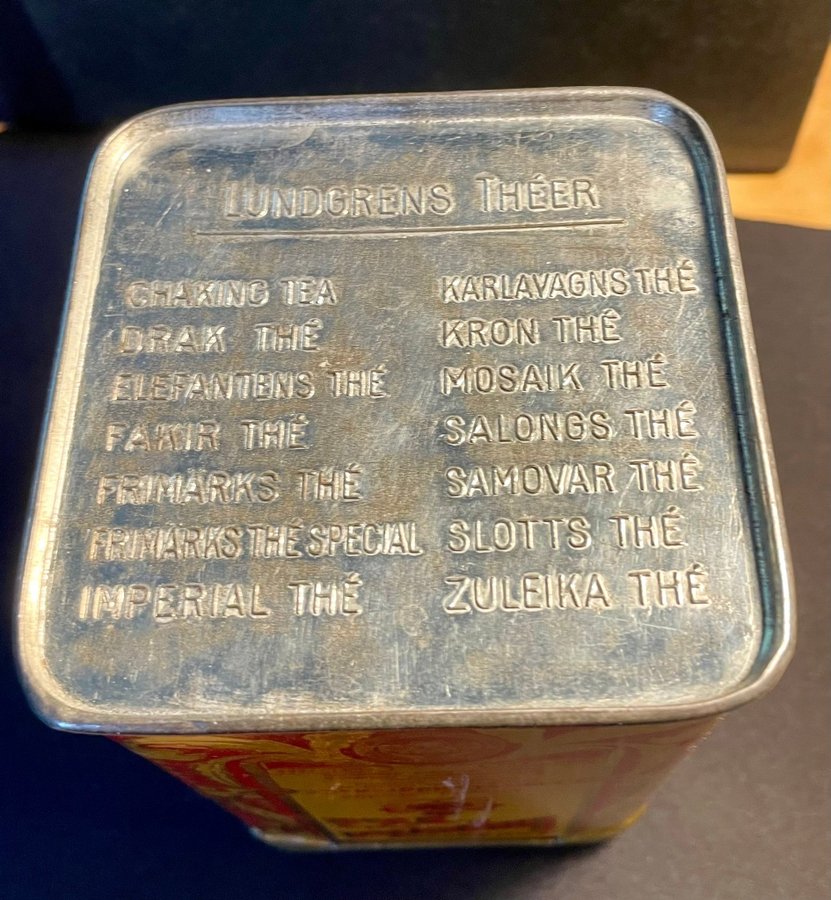 LUNDGRENS THÉER
CHAKING TEA
DRAK THÉ
ELEFANTENS THÉ
FAKIR THÉ
FRIMÄRKS THÉ
FRIMÄRKS THÉ SPECIAL
IMPERIAL THÉ
KARLAVAGNS THÉ
KRON THÉ
MOSAIK THÉ
SALONGS THÉ
SAMOVAR THÉ
SLOTTS THÉ
ZULEIKA THÉ